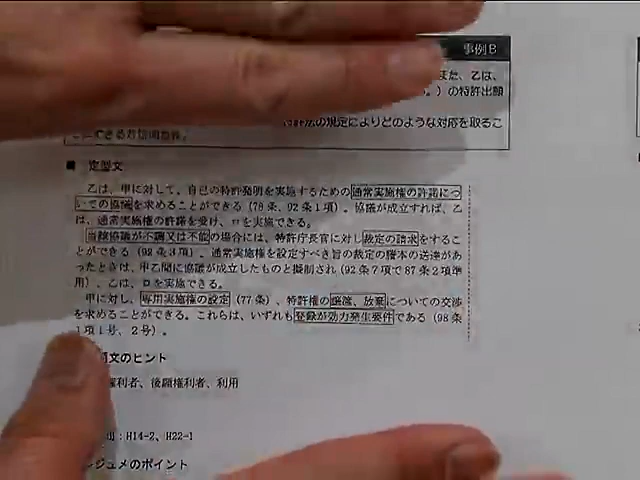 事例B
また、乙は、
。)の特許出願
法の規定によりどのような対応を取るこ
■ 定型文
乙は、甲に対して、自己の特許発明を実施するための通常実施権の許諾につ
いての協議を求めることができる(78条、92条1項)。協議が成立すれば、乙
は、通常実施権の許諾を受け、ロを実施できる。
当該協議が不調又は不能の場合には、特許庁長官に対し裁定の請求をするこ
とができる(92条3項)。通常実施権を設定すべき旨の裁定の謄本の送達があ
ったときは、甲乙間に協議が成立したものと擬制され(92条7項で87条2項準
用)、乙は、ロを実施できる。
甲に対し、専用実施権の設定(77条)、特許権の譲渡、放棄についての交渉
を求めることができる。これらは、いずれも登録が効力発生要件である(98条
1項1号、2号)。
文のヒント
権利者、後願権利者、利用
:H14-2、H22-1
ジュメのポイント